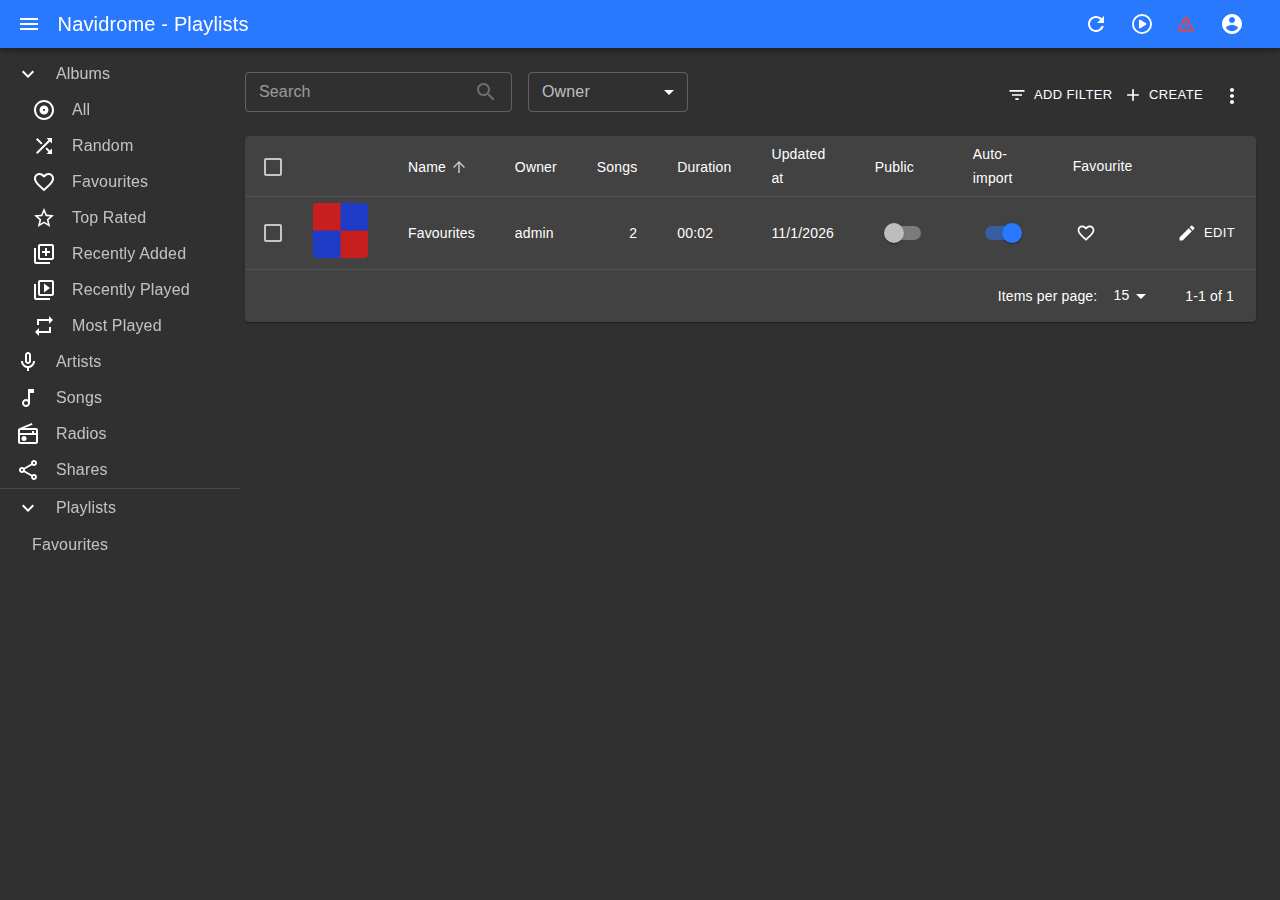 Navidrome - Playlists
Albums
All
Random
Favourites
Top Rated
Recently Added
Recently Played
Most Played
Artists
Songs
Radios
Shares
Playlists
Favourites
Search
Owner
ADD FILTER
CREATE
Name Owner Songs Duration Updated at Public Auto-import Favourite
Favourites admin 2 00:02 11/1/2026 EDIT
Items per page: 15 1-1 of 1